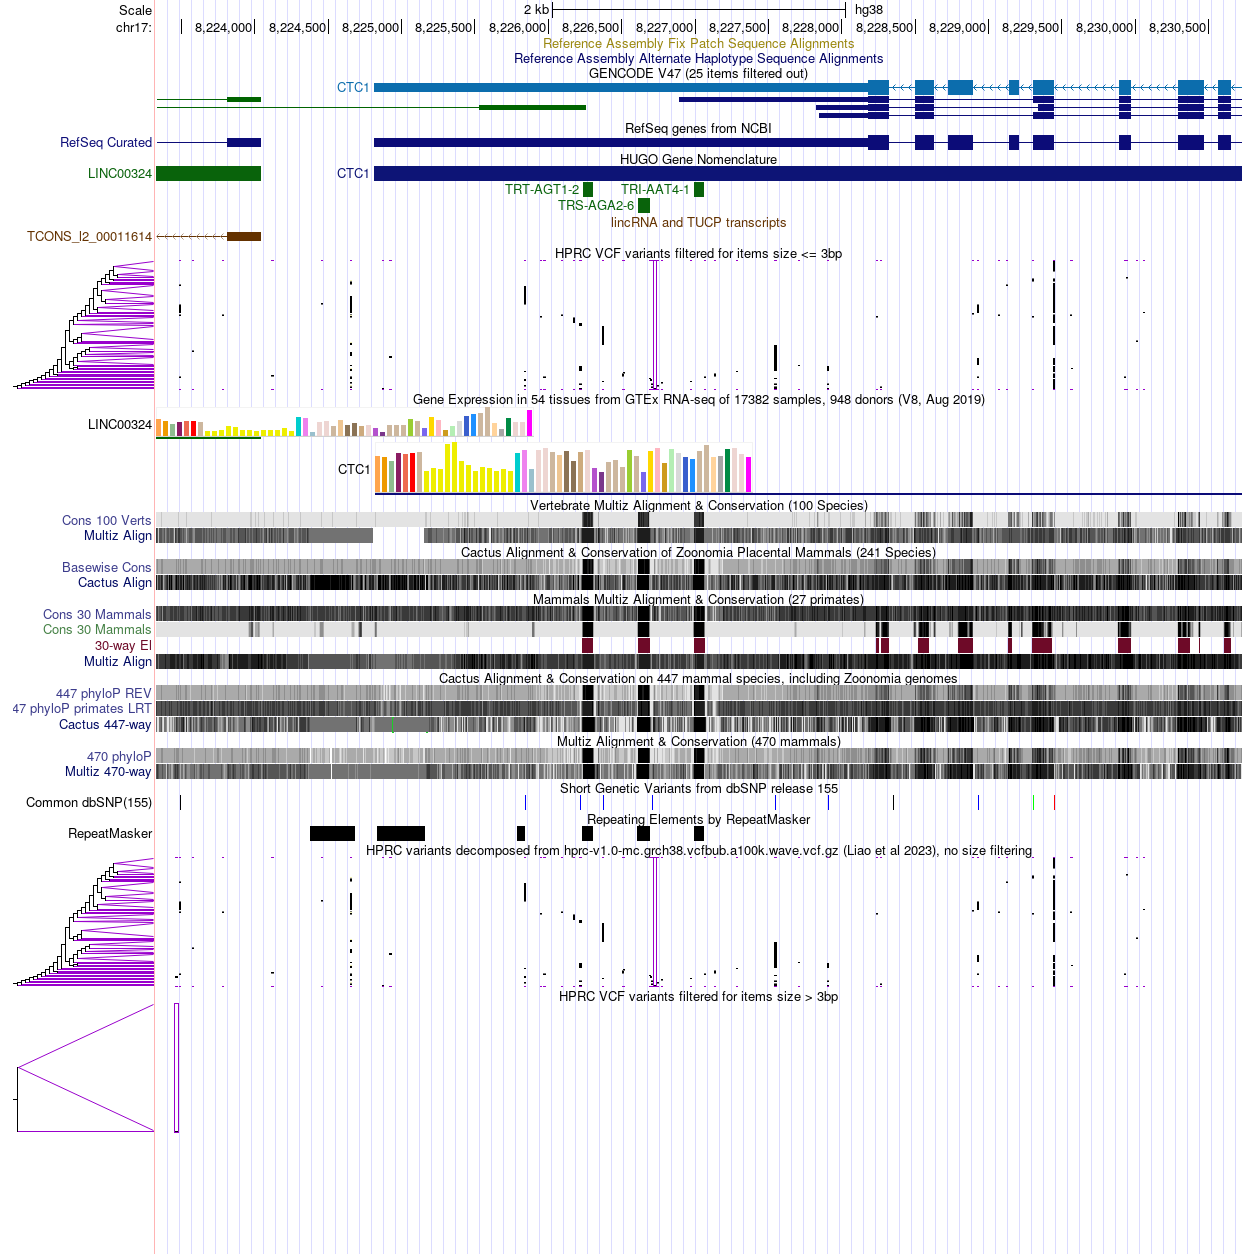 Scale 2 kb hg38
chr17: 8,224,000 8,224,500 8,225,000 8,225,500 8,226,000 8,226,500 8,227,000 8,227,500 8,228,000 8,228,500 8,229,000 8,229,500 8,230,000 8,230,500
Reference Assembly Fix Patch Sequence Alignments
Reference Assembly Alternate Haplotype Sequence Alignments
GENCODE V47 (25 items filtered out)
CTC1
RefSeq genes from NCBI
RefSeq Curated
HUGO Gene Nomenclature
LINC00324 CTC1
TRT-AGT1-2 TRI-AAT4-1
TRS-AGA2-6
lincRNA and TUCP transcripts
TCONS_l2_00011614
HPRC VCF variants filtered for items size <= 3bp
Gene Expression in 54 tissues from GTEx RNA-seq of 17382 samples, 948 donors (V8, Aug 2019)
LINC00324
CTC1
Vertebrate Multiz Alignment & Conservation (100 Species)
Cons 100 Verts
Multiz Align
Cactus Alignment & Conservation of Zoonomia Placental Mammals (241 Species)
Basewise Cons
Cactus Align
Mammals Multiz Alignment & Conservation (27 primates)
Cons 30 Mammals
Cons 30 Mammals
30-way El
Multiz Align
Cactus Alignment & Conservation on 447 mammal species, including Zoonomia genomes
447 phyloP REV
47 phyloP primates LRT
Cactus 447-way
Multiz Alignment & Conservation (470 mammals)
470 phyloP
Multiz 470-way
Short Genetic Variants from dbSNP release 155
Common dbSNP(155)
Repeating Elements by RepeatMasker
RepeatMasker
HPRC variants decomposed from hprc-v1.0-mc.grch38.vcfbub.a100k.wave.vcf.gz (Liao et al 2023), no size filtering
HPRC VCF variants filtered for items size > 3bp